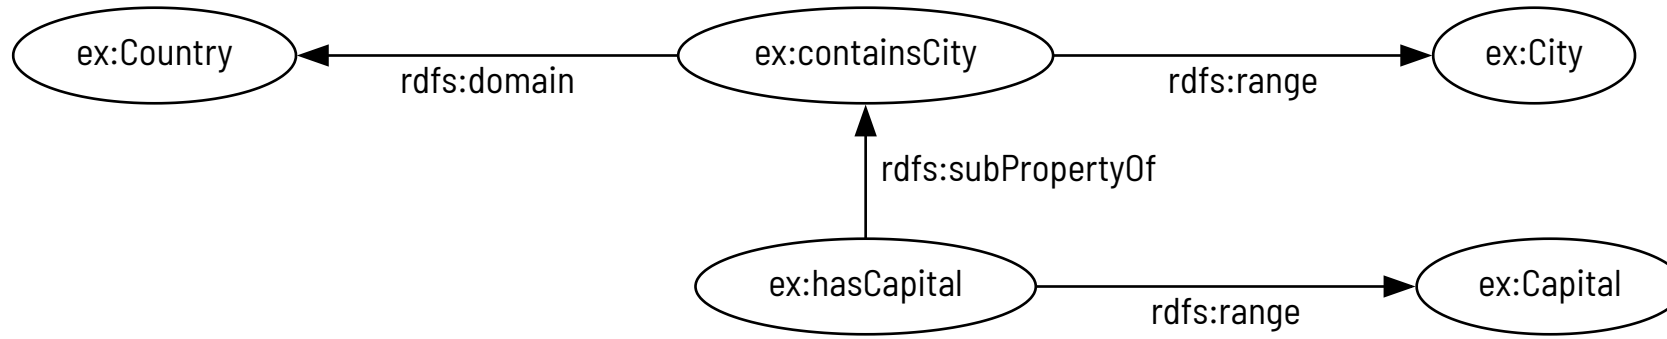 ex:Country
ex:containsCity
ex:City
rdfs:domain
rdfs:range
rdfs:subPropertyOf
ex:hasCapital
ex:Capital
rdfs:range